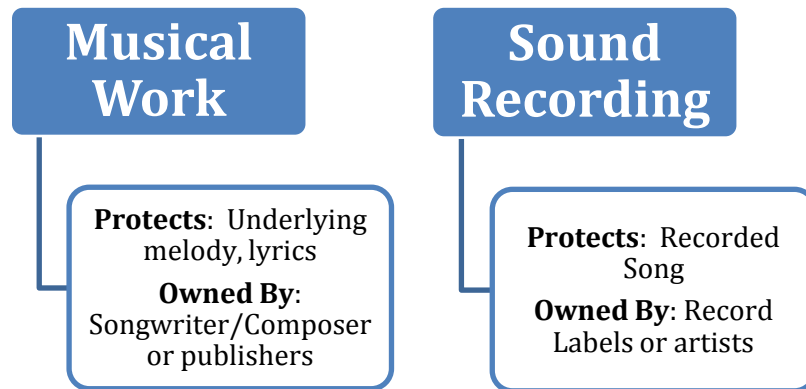 Musical
Work
Protects:  Underlying
melody, lyrics
Owned By:
Songwriter/Composer
or publishers
Sound
Recording
Protects:  Recorded
Song
Owned By: Record
Labels or artists